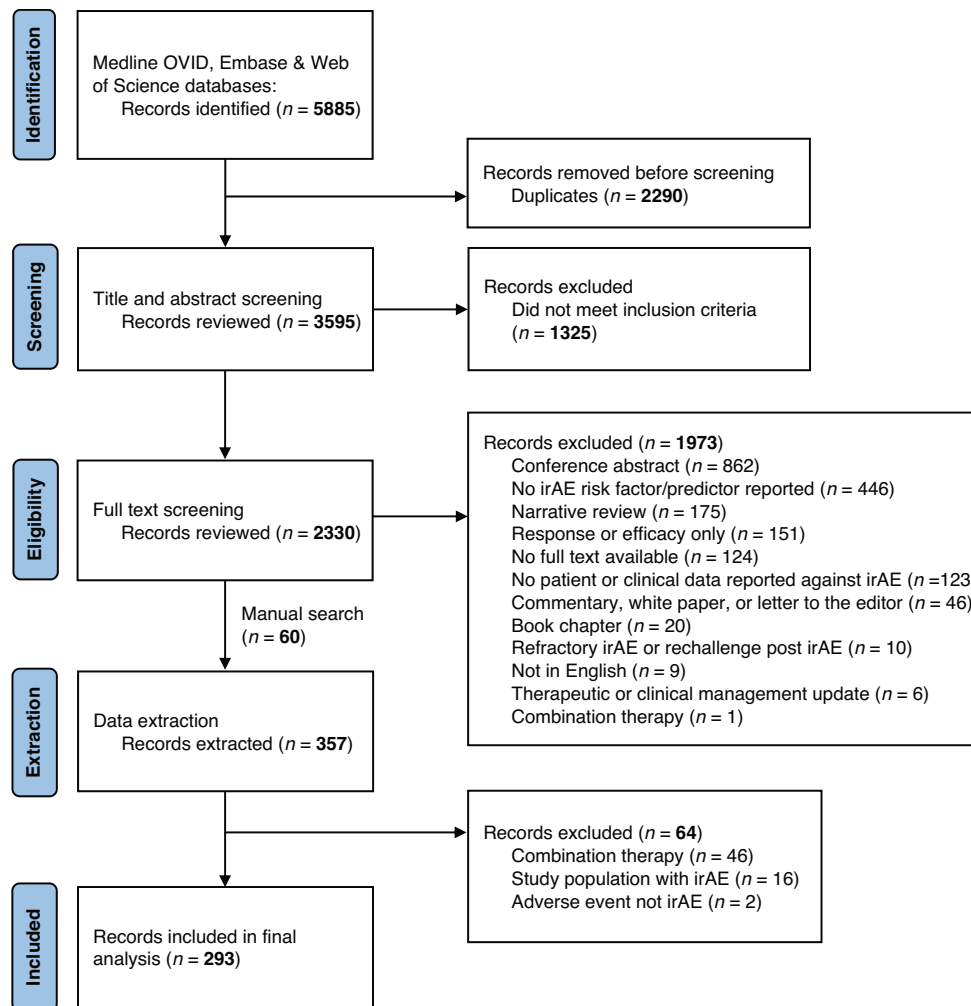 Identification
Medline OVID, Embase & Web
of Science databases:
Records identified (n = 5885)
Records removed before screening
Duplicates (n = 2290)
Screening
Title and abstract screening
Records reviewed (n = 3595)
Records excluded
Did not meet inclusion criteria
(n = 1325)
Eligibility
Full text screening
Records reviewed (n = 2330)
Records excluded (n = 1973)
Conference abstract (n = 862)
No irAE risk factor/predictor reported (n = 446)
Narrative review (n = 175)
Response or efficacy only (n = 151)
No full text available (n = 124)
No patient or clinical data reported against irAE (n =123
Commentary, white paper, or letter to the editor (n = 46)
Book chapter (n = 20)
Refractory irAE or rechallenge post irAE (n = 10)
Not in English (n = 9)
Therapeutic or clinical management update (n = 6)
Combination therapy (n = 1)
Manual search
(n = 60)
Extraction
Data extraction
Records extracted (n = 357)
Records excluded (n = 64)
Combination therapy (n = 46)
Study population with irAE (n = 16)
Adverse event not irAE (n = 2)
Included
Records included in final
analysis (n = 293)